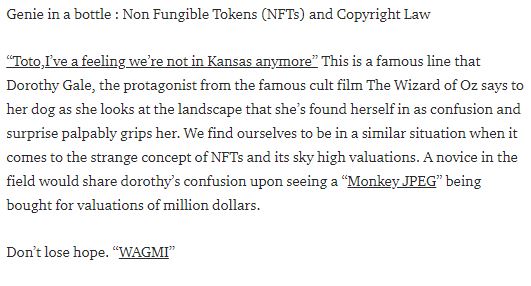 Genie in a bottle : Non Fungible Tokens (NFTs) and Copyright Law
“Toto,I’ve a feeling we’re not in Kansas anymore” This is a famous line that
Dorothy Gale, the protagonist from the famous cult film The Wizard of Oz says to
her dog as she looks at the landscape that she’s found herself in as confusion and
surprise palpably grips her. We find ourselves to be in a similar situation when it
comes to the strange concept of NFTs and its sky high valuations. A novice in the
field would share dorothy’s confusion upon seeing a “Monkey JPEG” being
bought for valuations of million dollars.
Don’t lose hope. “WAGMI”